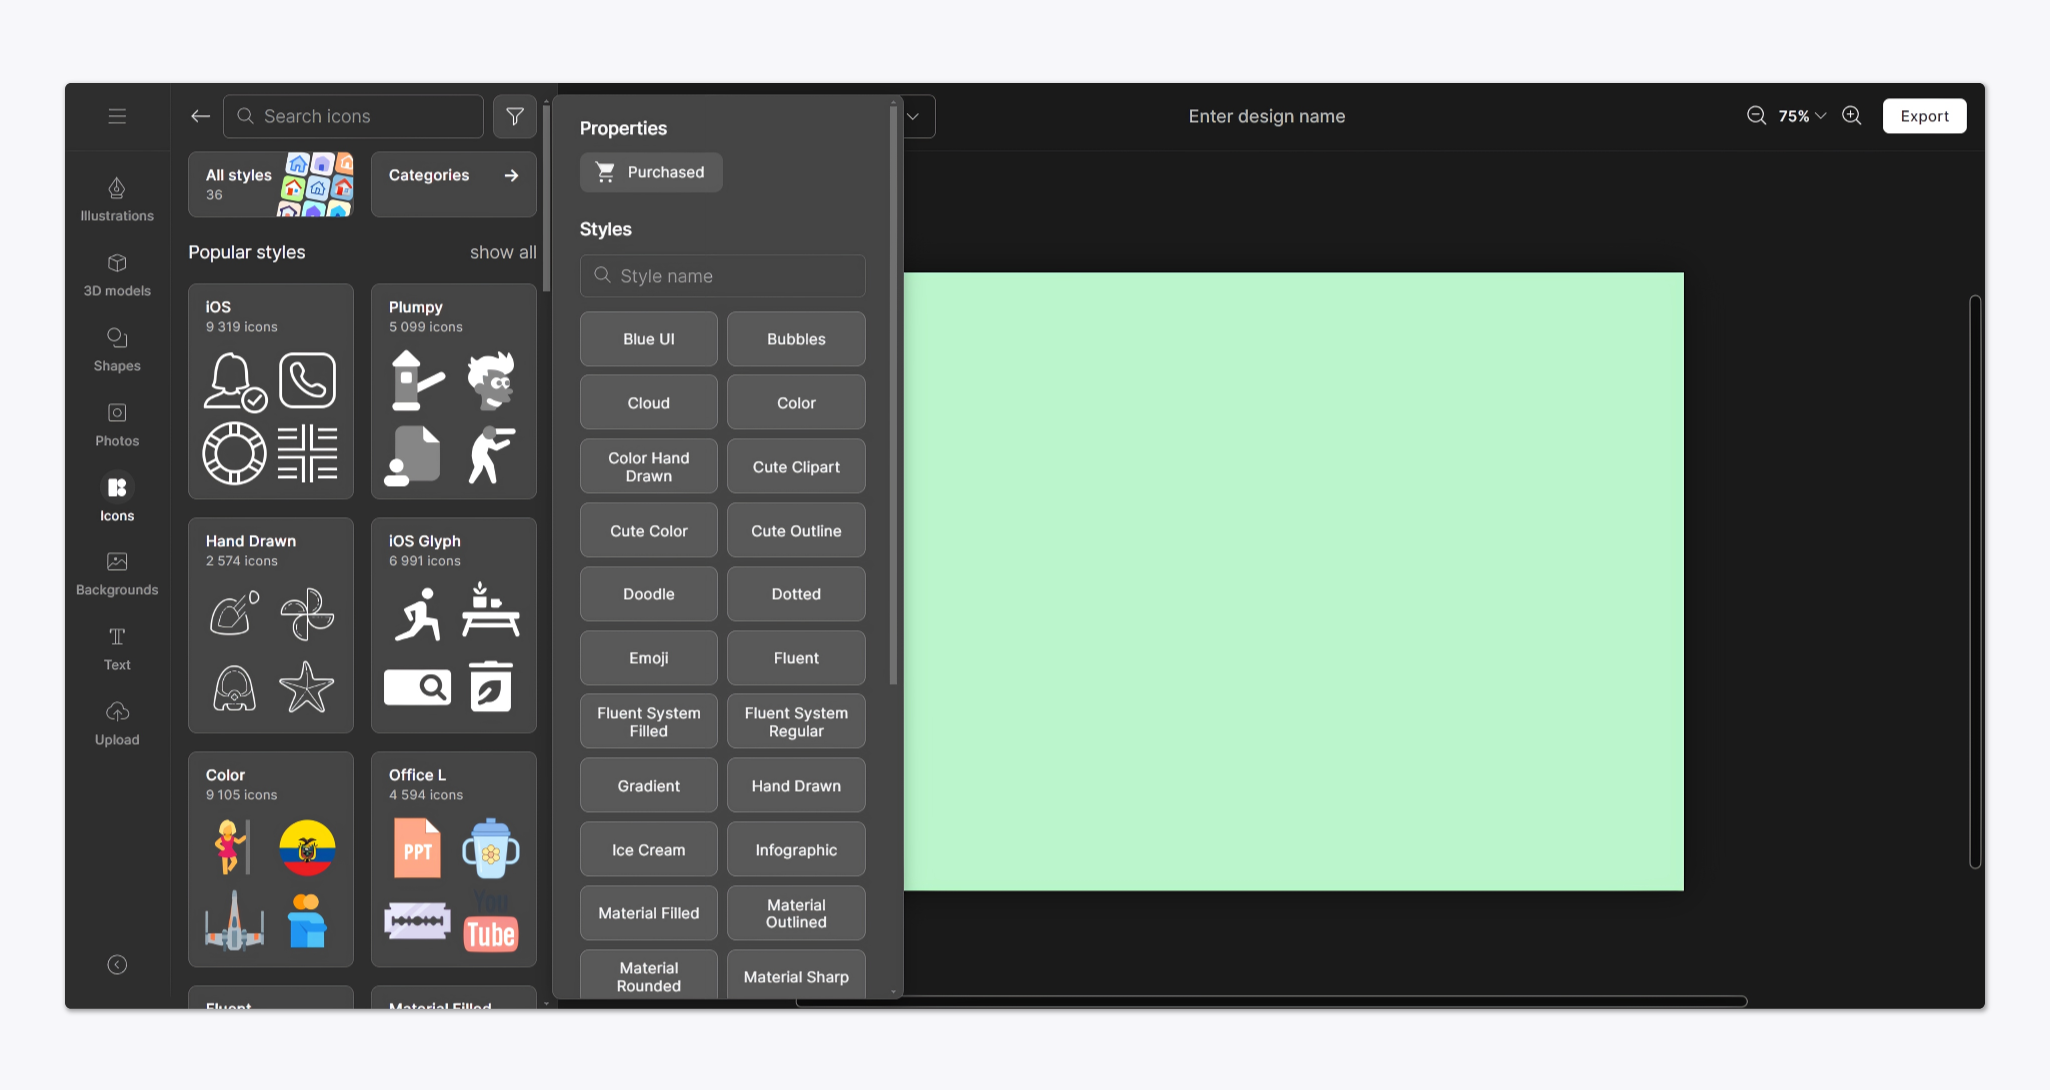 Search icons
Enter design name
75%
Export
Illustrations
3D models
Shapes
Photos
Icons
Backgrounds
Text
Upload
All styles
36
Categories
Popular styles
show all
iOS
9 319 icons
Plumpy
5 099 icons
Hand Drawn
2 574 icons
iOS Glyph
6 991 icons
Color
9 105 icons
Office L
4 594 icons
PPT
You
Tube
Fluent
Material Filled
Properties
Purchased
Styles
Style name
Blue UI
Bubbles
Cloud
Color
Color Hand
Drawn
Cute Clipart
Cute Color
Cute Outline
Doodle
Dotted
Emoji
Fluent
Fluent System
Filled
Fluent System
Regular
Gradient
Hand Drawn
Ice Cream
Infographic
Material Filled
Material
Outlined
Material
Rounded
Material Sharp